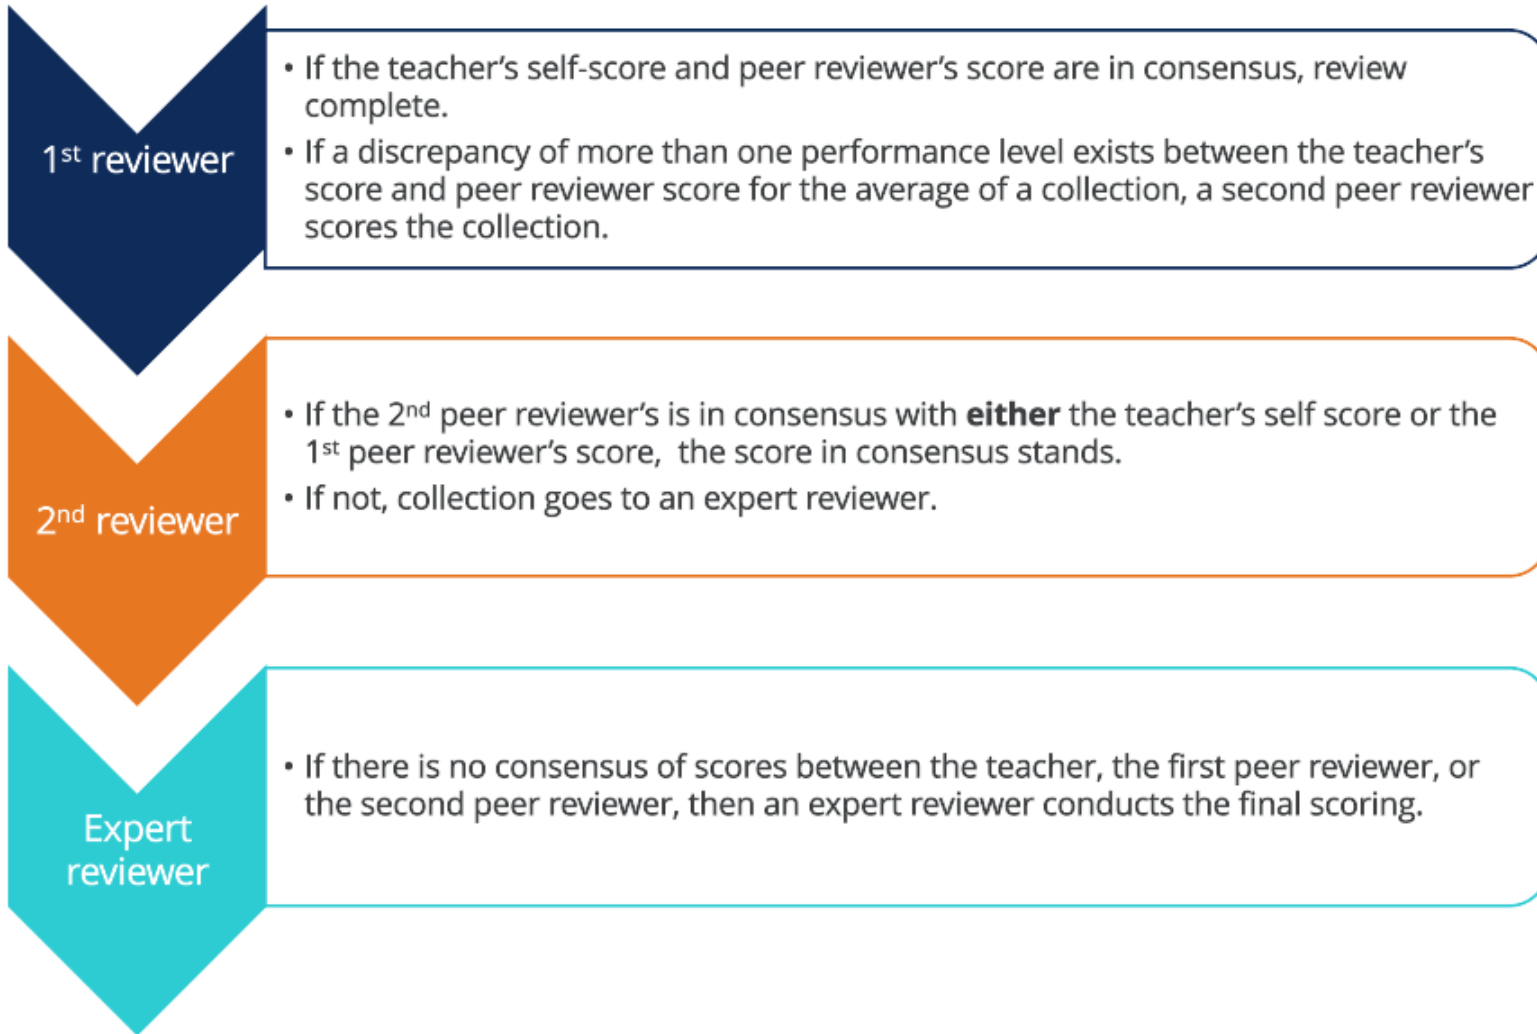 1st reviewer
• If the teacher’s self-score and peer reviewer’s score are in consensus, review
complete.
• If a discrepancy of more than one performance level exists between the teacher’s
score and peer reviewer score for the average of a collection, a second peer reviewer
scores the collection.
2nd reviewer
• If the 2nd peer reviewer’s is in consensus with either the teacher’s self score or the
1st peer reviewer’s score,  the score in consensus stands.
• If not, collection goes to an expert reviewer.
Expert
reviewer
• If there is no consensus of scores between the teacher, the first peer reviewer, or
the second peer reviewer, then an expert reviewer conducts the final scoring.